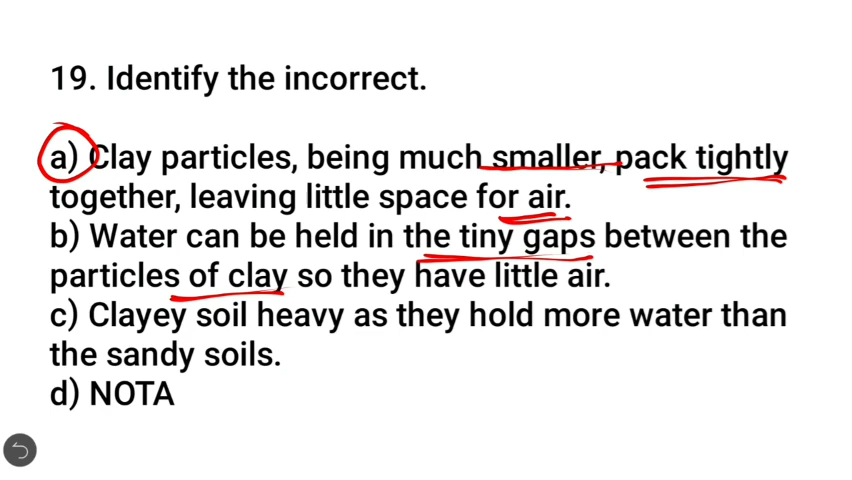 19. Identify the incorrect.
a) Clay particles, being much smaller, pack tightly
together, leaving little space for air.
b) Water can be held in the tiny gaps between the
particles of clay so they have little air.
c) Clayey soil heavy as they hold more water than
the sandy soils.
d) NOTA